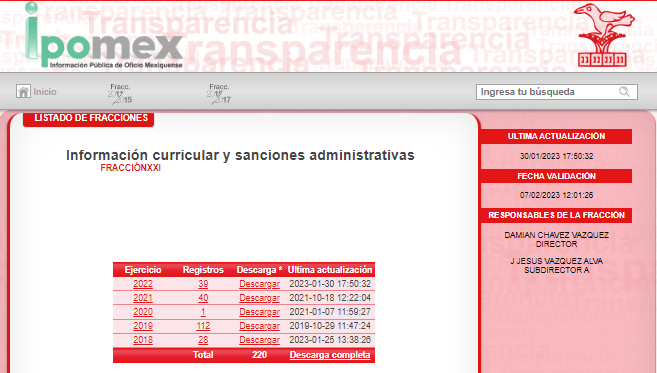 Transparencia
ipomex
Información Pública de Oficio Mexiquense
Inicio
Fracc.
15
Fracc.
17
Ingresa tu búsqueda
LISTADO DE FRACCIONES
Información curricular y sanciones administrativas
FRACCIÓNXXI
Ejercicio Registros Descarga * Ultima actualización
2022 39 Descargar 2023-01-30 17:50:32
2021 40 Descargar 2021-10-18 12:22:04
2020 1 Descargar 2021-01-07 11:59:27
2019 112 Descargar 2019-10-29 11:47:24
2018 28 Descargar 2023-01-25 13:38:26
Total 220 Descarga completa
ULTIMA ACTUALIZACIÓN
30/01/2023 17:50:32
FECHA VALIDACIÓN
07/02/2023 12:01:26
RESPONSABLES DE LA FRACCIÓN
DAMIAN CHAVEZ VAZQUEZ
DIRECTOR
J JESUS VAZQUEZ ALVA
SUBDIRECTOR A